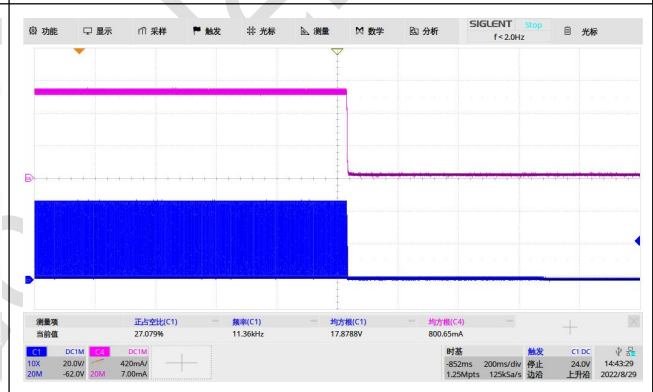 功能 显示 采样 触发 光标 测量 数学 分析 SIGLENT Stop f < 2.0Hz 光标
测量项 正占空比(C1) 频率(C1) 均方根(C1) 均方根(C4)
当前值 27.079% 11.36kHz 17.8788V 800.65mA
C1 DC1M C4 DC1M 时基 触发 C1 DC
10X 20.0V/ 420mA/ -852ms 200ms/div 停止 24.0V 14:43:29
20M -62.0V 20M 7.00mA 1.25Mpts 125kSa/s 边沿 上升沿 2022/8/29